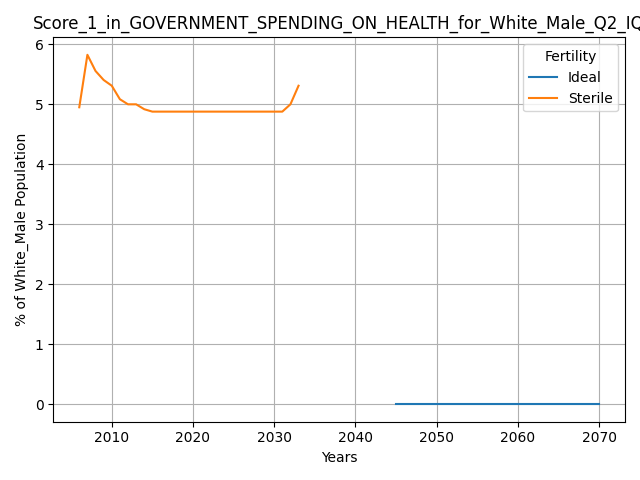 Score_1_in_GOVERNMENT_SPENDING_ON_HEALTH_for_White_Male_Q2_IQ
Fertility
Ideal
Sterile
6
5
4
3
2
1
0
% of White_Male Population
2010 2020 2030 2040 2050 2060 2070
Years